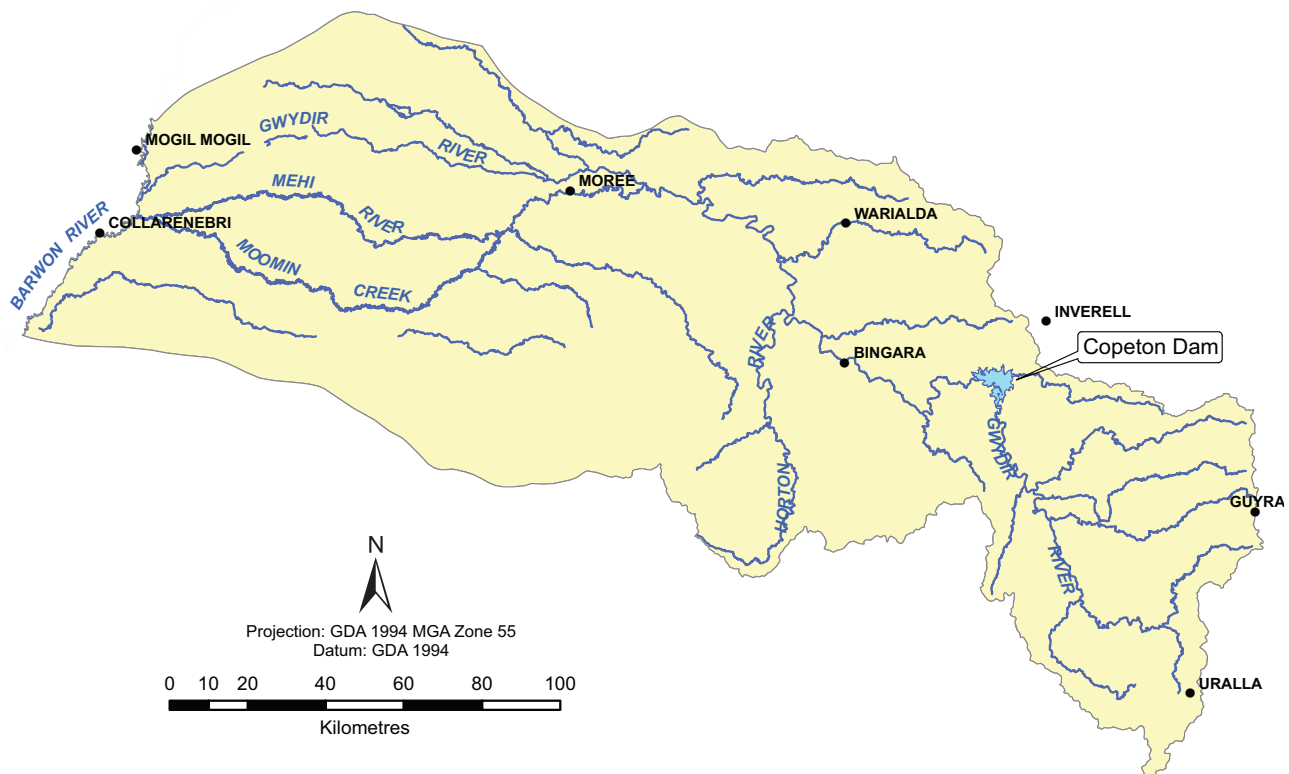 MOGIL MOGIL
GWYDIR
RIVER
MOREE
MEHI
RIVER
BARWON RIVER
COLLARENEBRI
MOOMIN
CREEK
WARIALDA
INVERELL
Copeton Dam
RIVER
BINGARA
HORTON
GWYDIR
RIVER
GUYRA
URALLA
N
Projection: GDA 1994 MGA Zone 55
Datum: GDA 1994
0 10 20 40 60 80 100
Kilometres